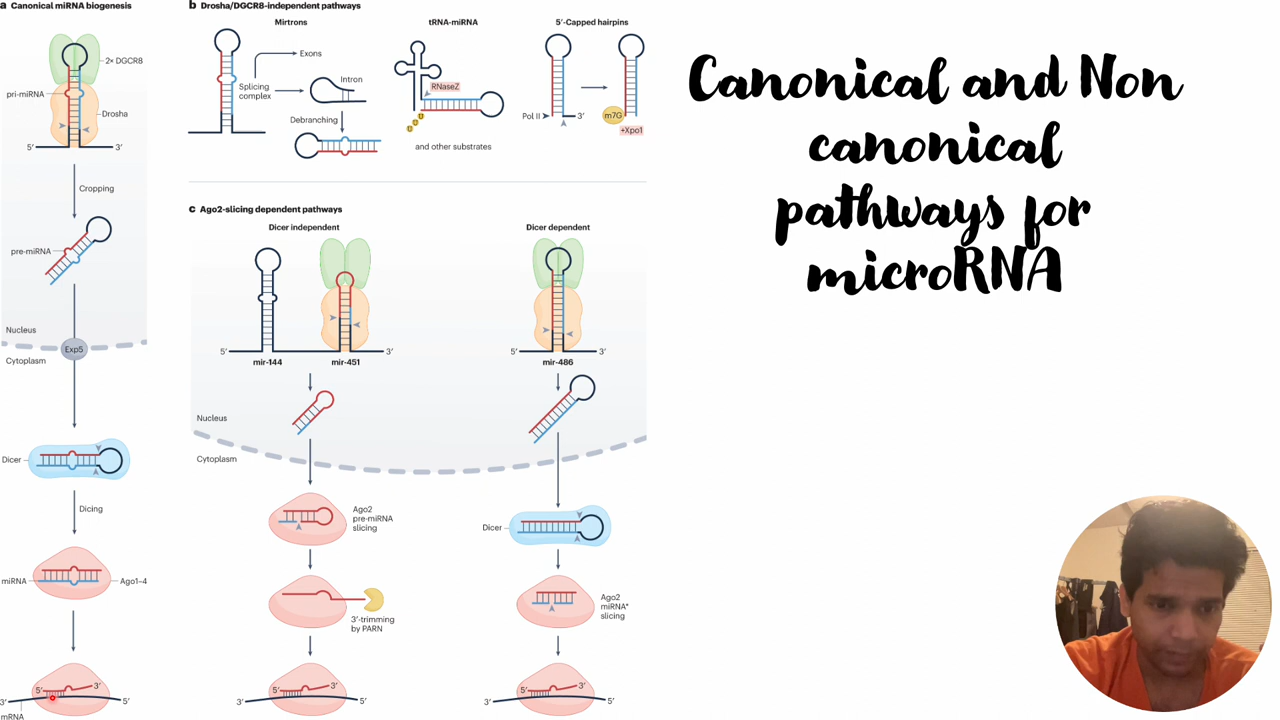 a Canonical miRNA biogenesis
2× DGCR8
pri-miRNA
Drosha
5′ 3′
Cropping
pre-miRNA
Nucleus
Exp5
Cytoplasm
Dicer
Dicing
miRNA
Ago1–4
5′ 3′
3′ 5′
mRNA
b Drosha/DGCR8-independent pathways
Mirtrons
Exons
Splicing
complex
Intron
Debranching
tRNA-miRNA
RNaseZ
U
U
U
and other substrates
5′-Capped hairpins
Pol II
3′
m7G
+Xpo1
c Ago2-slicing dependent pathways
Dicer independent
5′ 3′
mir-144 mir-451
Nucleus
Cytoplasm
Ago2
pre-miRNA
slicing
3′-trimming
by PARN
5′ 3′
3′ 5′
Dicer dependent
5′ 3′
mir-486
Dicer
Ago2
miRNA*
slicing
5′ 3′
3′ 5′
Canonical and Non
canonical
pathways for
microRNA